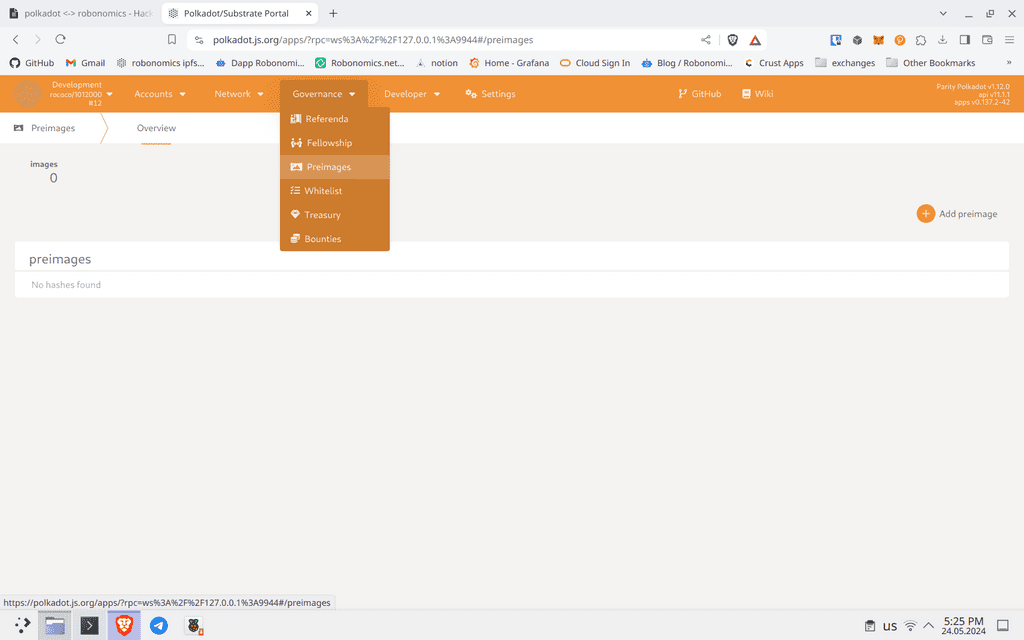 polkadot <-> robonomics - Hack
Polkadot/Substrate Portal
polkadot.js.org/apps/?rpc=ws%3A%2F%2F127.0.0.1%3A9944#/preimages
GitHub
Gmail
robonomics ipfs...
Dapp Robonomi...
Robonomics.net...
notion
Home - Grafana
Cloud Sign In
Blog / Robonomi...
Crust Apps
exchanges
Other Bookmarks
»
Development
rococo/1012000
#12
Accounts
Network
Governance
Developer
Settings
GitHub
Wiki
Parity Polkadot v1.12.0
api v11.1.1
apps v0.137.2-42
Preimages
Overview
Referenda
Fellowship
Preimages
Whitelist
Treasury
Bounties
images
0
Add preimage
preimages
No hashes found
https://polkadot.js.org/apps/?rpc=ws%3A%2F%2F127.0.0.1%3A9944#/preimages
us
5:25 PM
24.05.2024